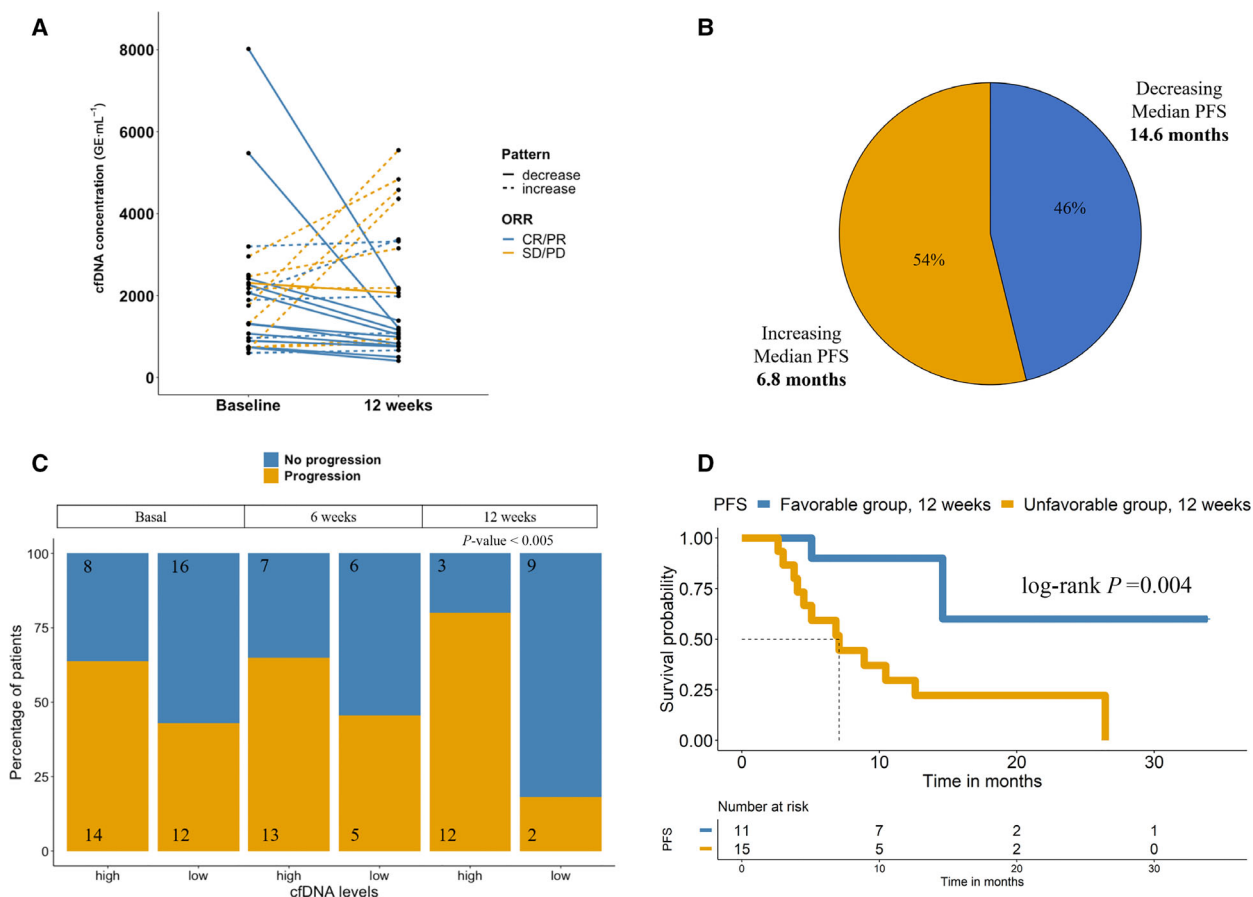 A
cfDNA concentration (GE·mL⁻¹)
8000
6000
4000
2000
0
Baseline
12 weeks
Pattern
decrease
increase
ORR
CR/PR
SD/PD
B
Decreasing
Median PFS
14.6 months
46%
54%
Increasing
Median PFS
6.8 months
C
No progression
Progression
Basal
6 weeks
12 weeks
P-value < 0.005
Percentage of patients
100
75
50
25
0
8
16
7
6
3
9
14
12
13
5
12
2
high
low
high
low
high
low
cfDNA levels
D
PFS
Favorable group, 12 weeks
Unfavorable group, 12 weeks
Survival probability
1.00
0.75
0.50
0.25
0.00
log-rank P =0.004
0
10
20
30
Time in months
Number at risk
PFS
11
7
2
1
15
5
2
0
0
10
20
30
Time in months